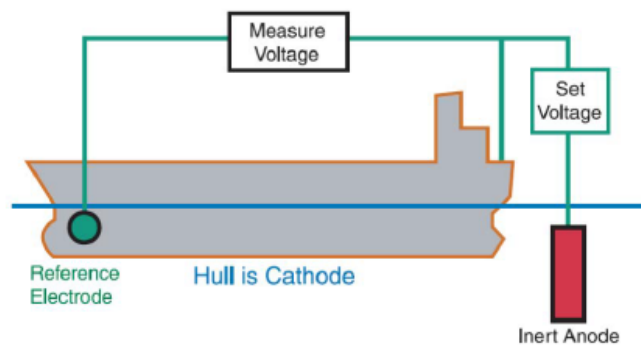 Measure
Voltage
Set
Voltage
Reference
Electrode
Hull is Cathode
Inert Anode